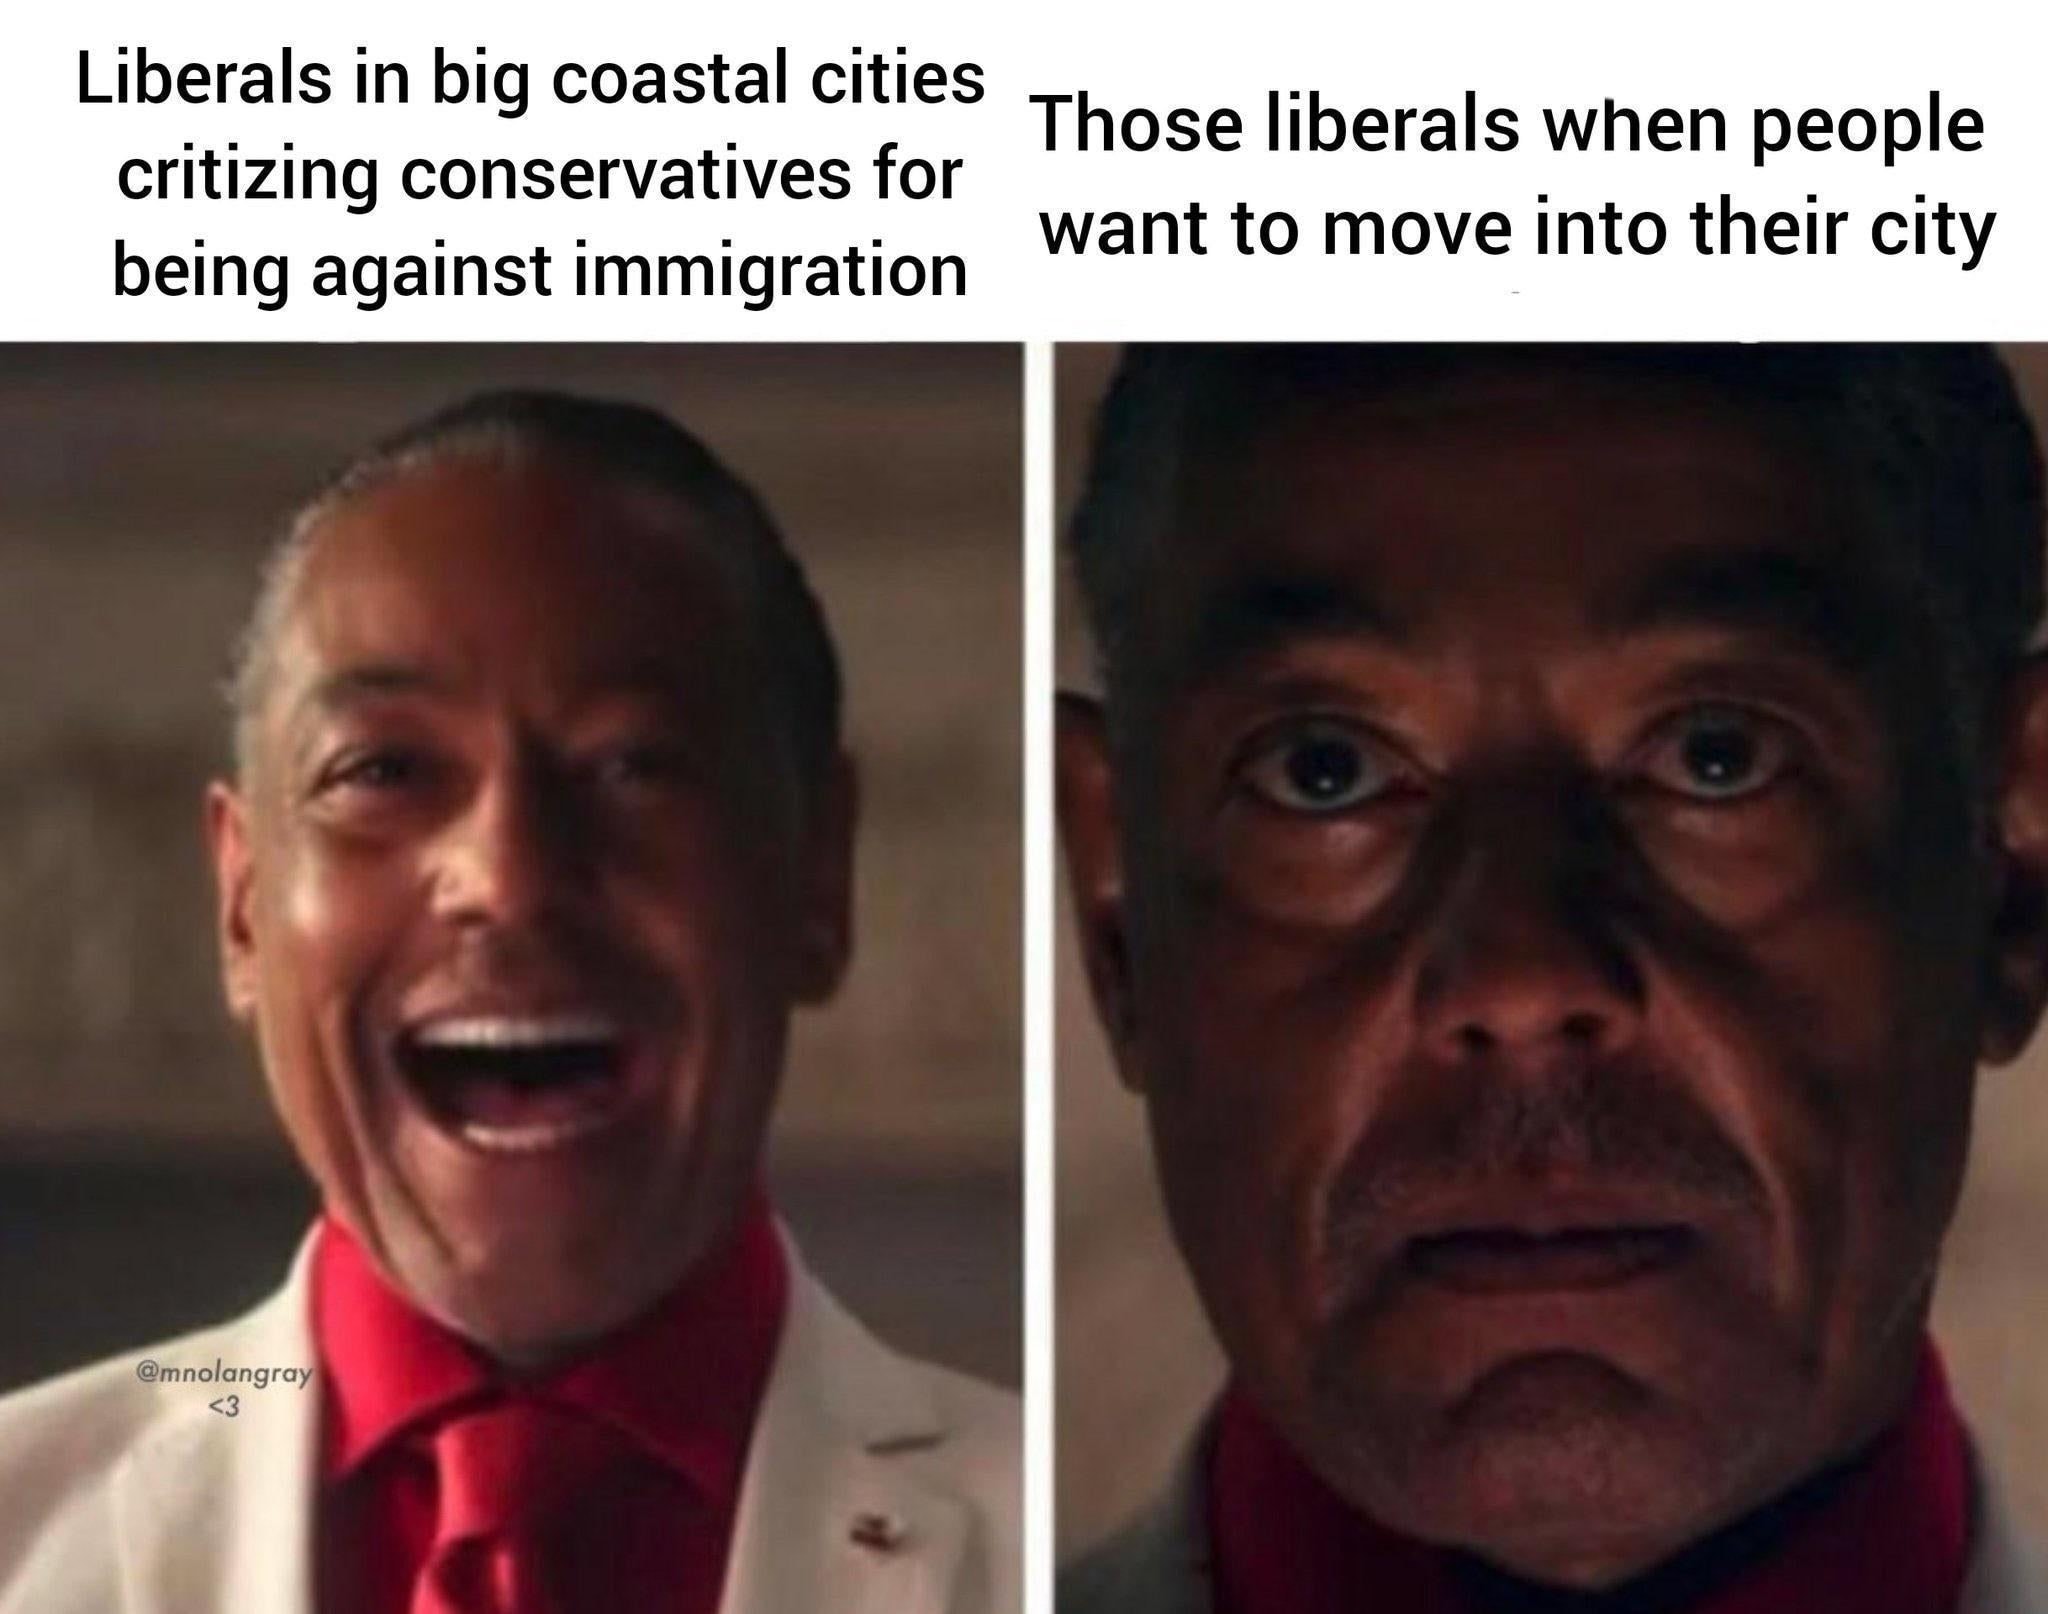 Liberals in big coastal cities
critizing conservatives for
being against immigration
Those liberals when people
want to move into their city
@mnolangray
<3